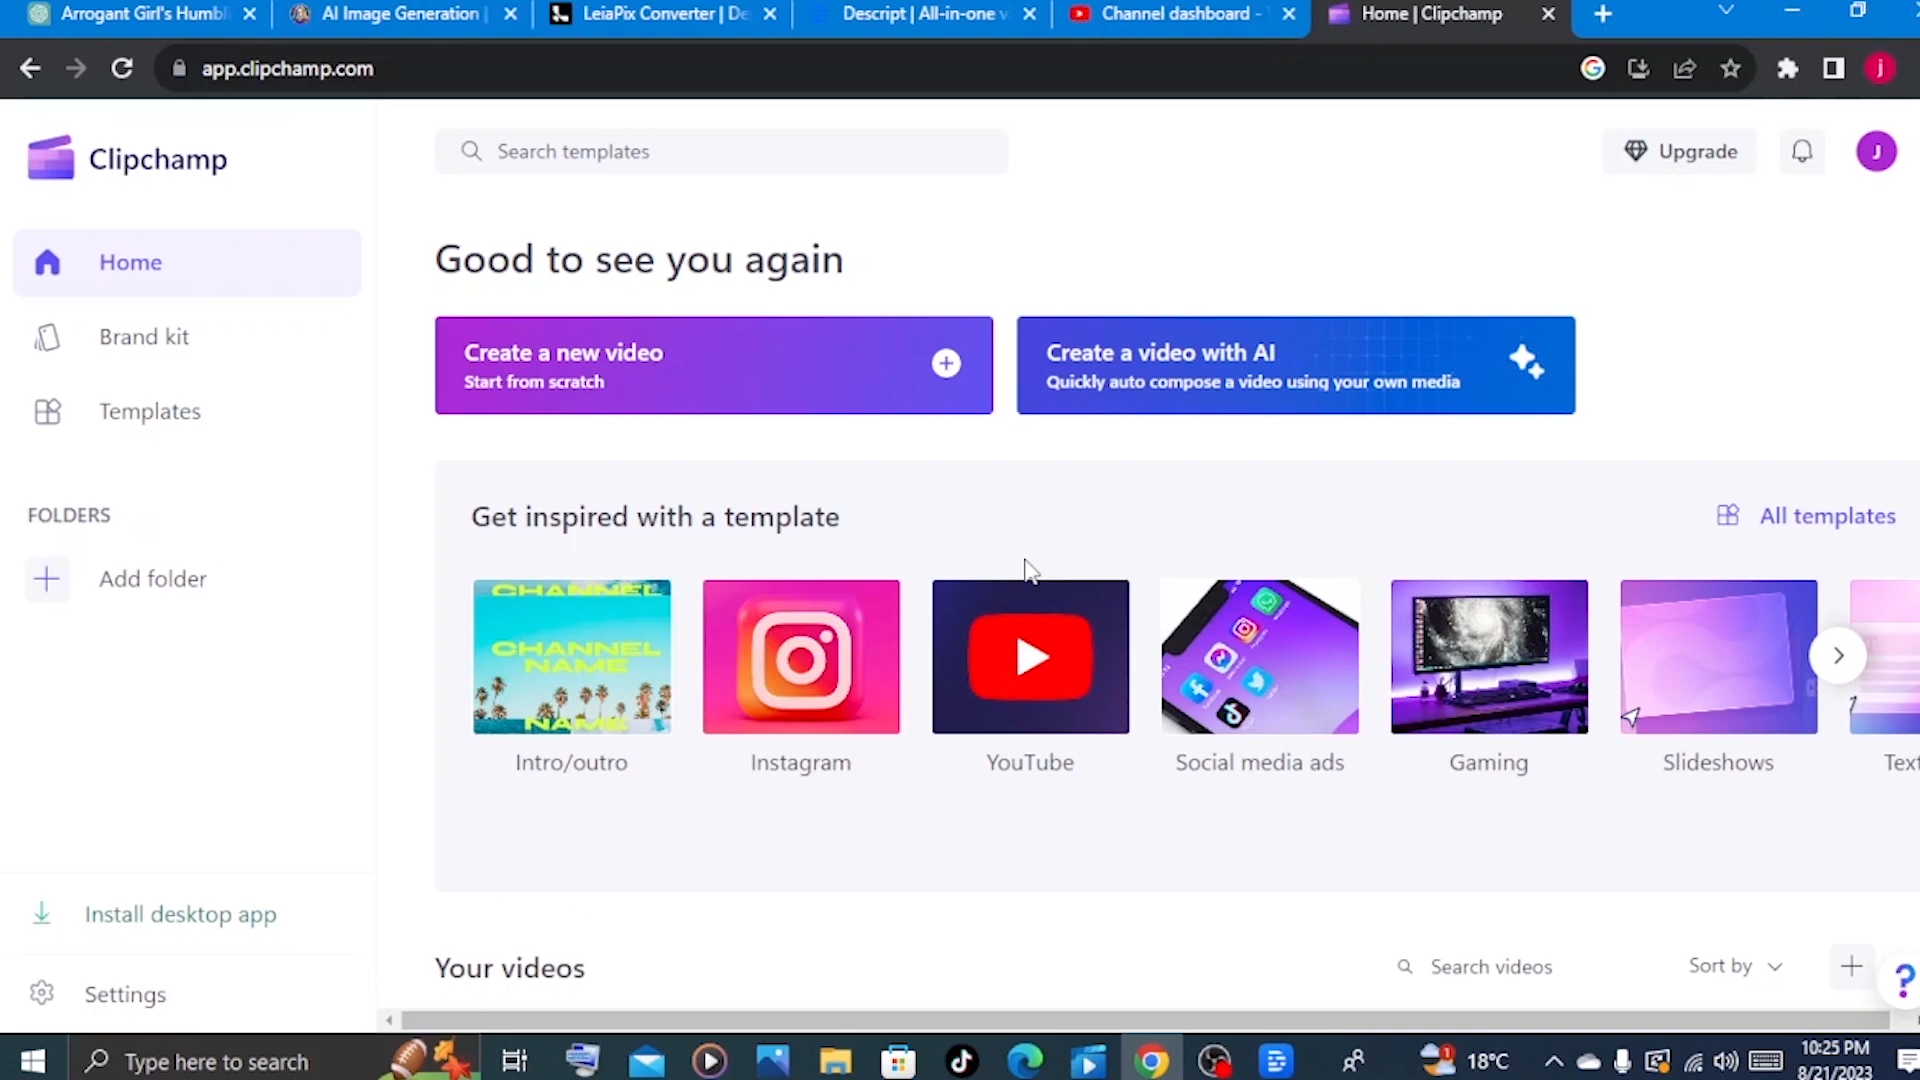 Arrogant Girl's Humbli
AI Image Generation
LeiaPix Converter | De
Descript | All-in-one v
Channel dashboard -
Home | Clipchamp
app.clipchamp.com
j
Clipchamp
Search templates
Upgrade
J
Home
Brand kit
Templates
FOLDERS
Add folder
Install desktop app
Settings
Good to see you again
Create a new video
Start from scratch
Create a video with AI
Quickly auto compose a video using your own media
Get inspired with a template
All templates
CHANNEL
CHANNEL
NAME
NAME
Intro/outro
Instagram
YouTube
Social media ads
Gaming
Slideshows
Text
Your videos
Search videos
Sort by
?
Type here to search
1
18°C
10:25 PM
8/21/2023